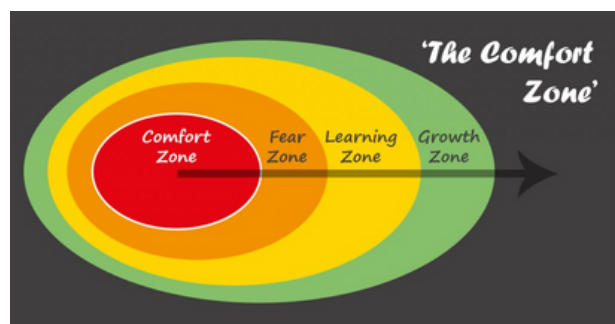 'The Comfort
Zone'
Comfort
Zone
Fear
Zone
Learning
Zone
Growth
Zone